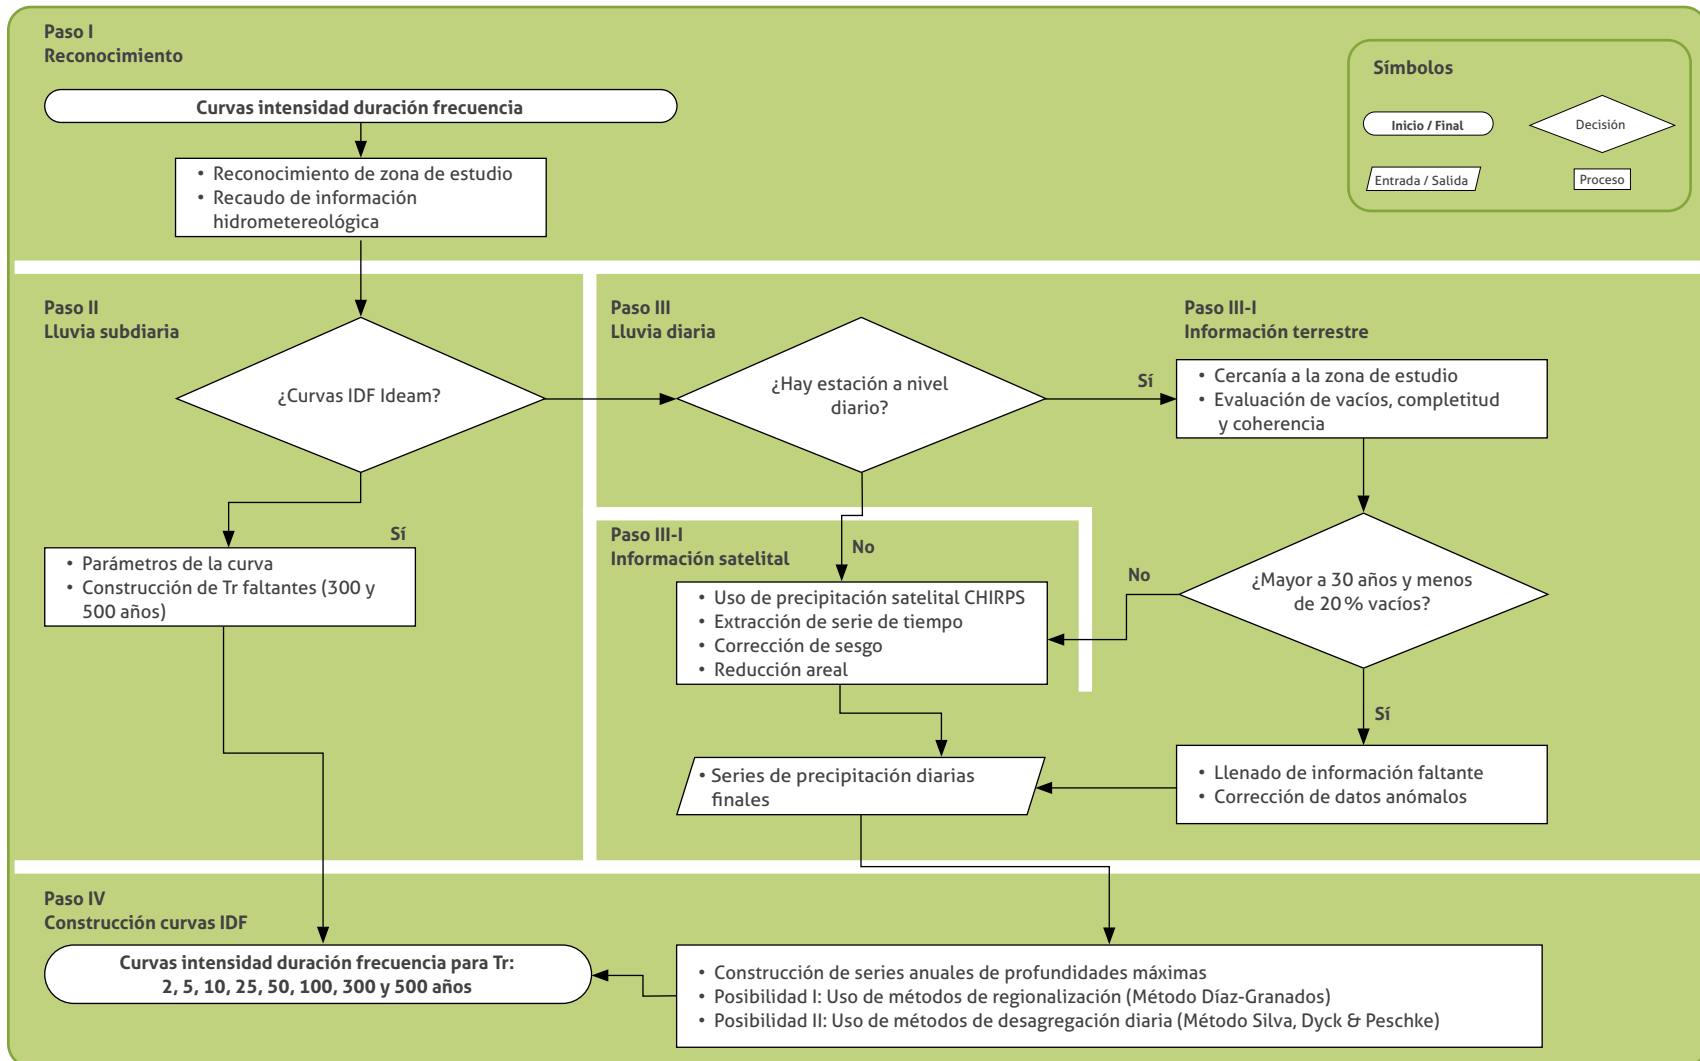 Paso I
Reconocimiento
Curvas intensidad duración frecuencia
• Reconocimiento de zona de estudio
• Recaudo de información
hidrometereológica
Símbolos
Inicio / Final
Decisión
Entrada / Salida
Proceso
Paso II
Lluvia subdiaria
¿Curvas IDF Ideam?
Sí
• Parámetros de la curva
• Construcción de Tr faltantes (300 y
500 años)
Paso III
Lluvia diaria
¿Hay estación a nivel
diario?
Sí
No
Paso III-I
Información terrestre
• Cercanía a la zona de estudio
• Evaluación de vacíos, completitud
y coherencia
¿Mayor a 30 años y menos
de 20% vacíos?
No
Sí
Paso III-I
Información satelital
• Uso de precipitación satelital CHIRPS
• Extracción de serie de tiempo
• Corrección de sesgo
• Reducción areal
• Series de precipitación diarias
finales
• Llenado de información faltante
• Corrección de datos anómalos
Paso IV
Construcción curvas IDF
Curvas intensidad duración frecuencia para Tr:
2, 5, 10, 25, 50, 100, 300 y 500 años
• Construcción de series anuales de profundidades máximas
• Posibilidad I: Uso de métodos de regionalización (Método Díaz-Granados)
• Posibilidad II: Uso de métodos de desagregación diaria (Método Silva, Dyck & Peschke)